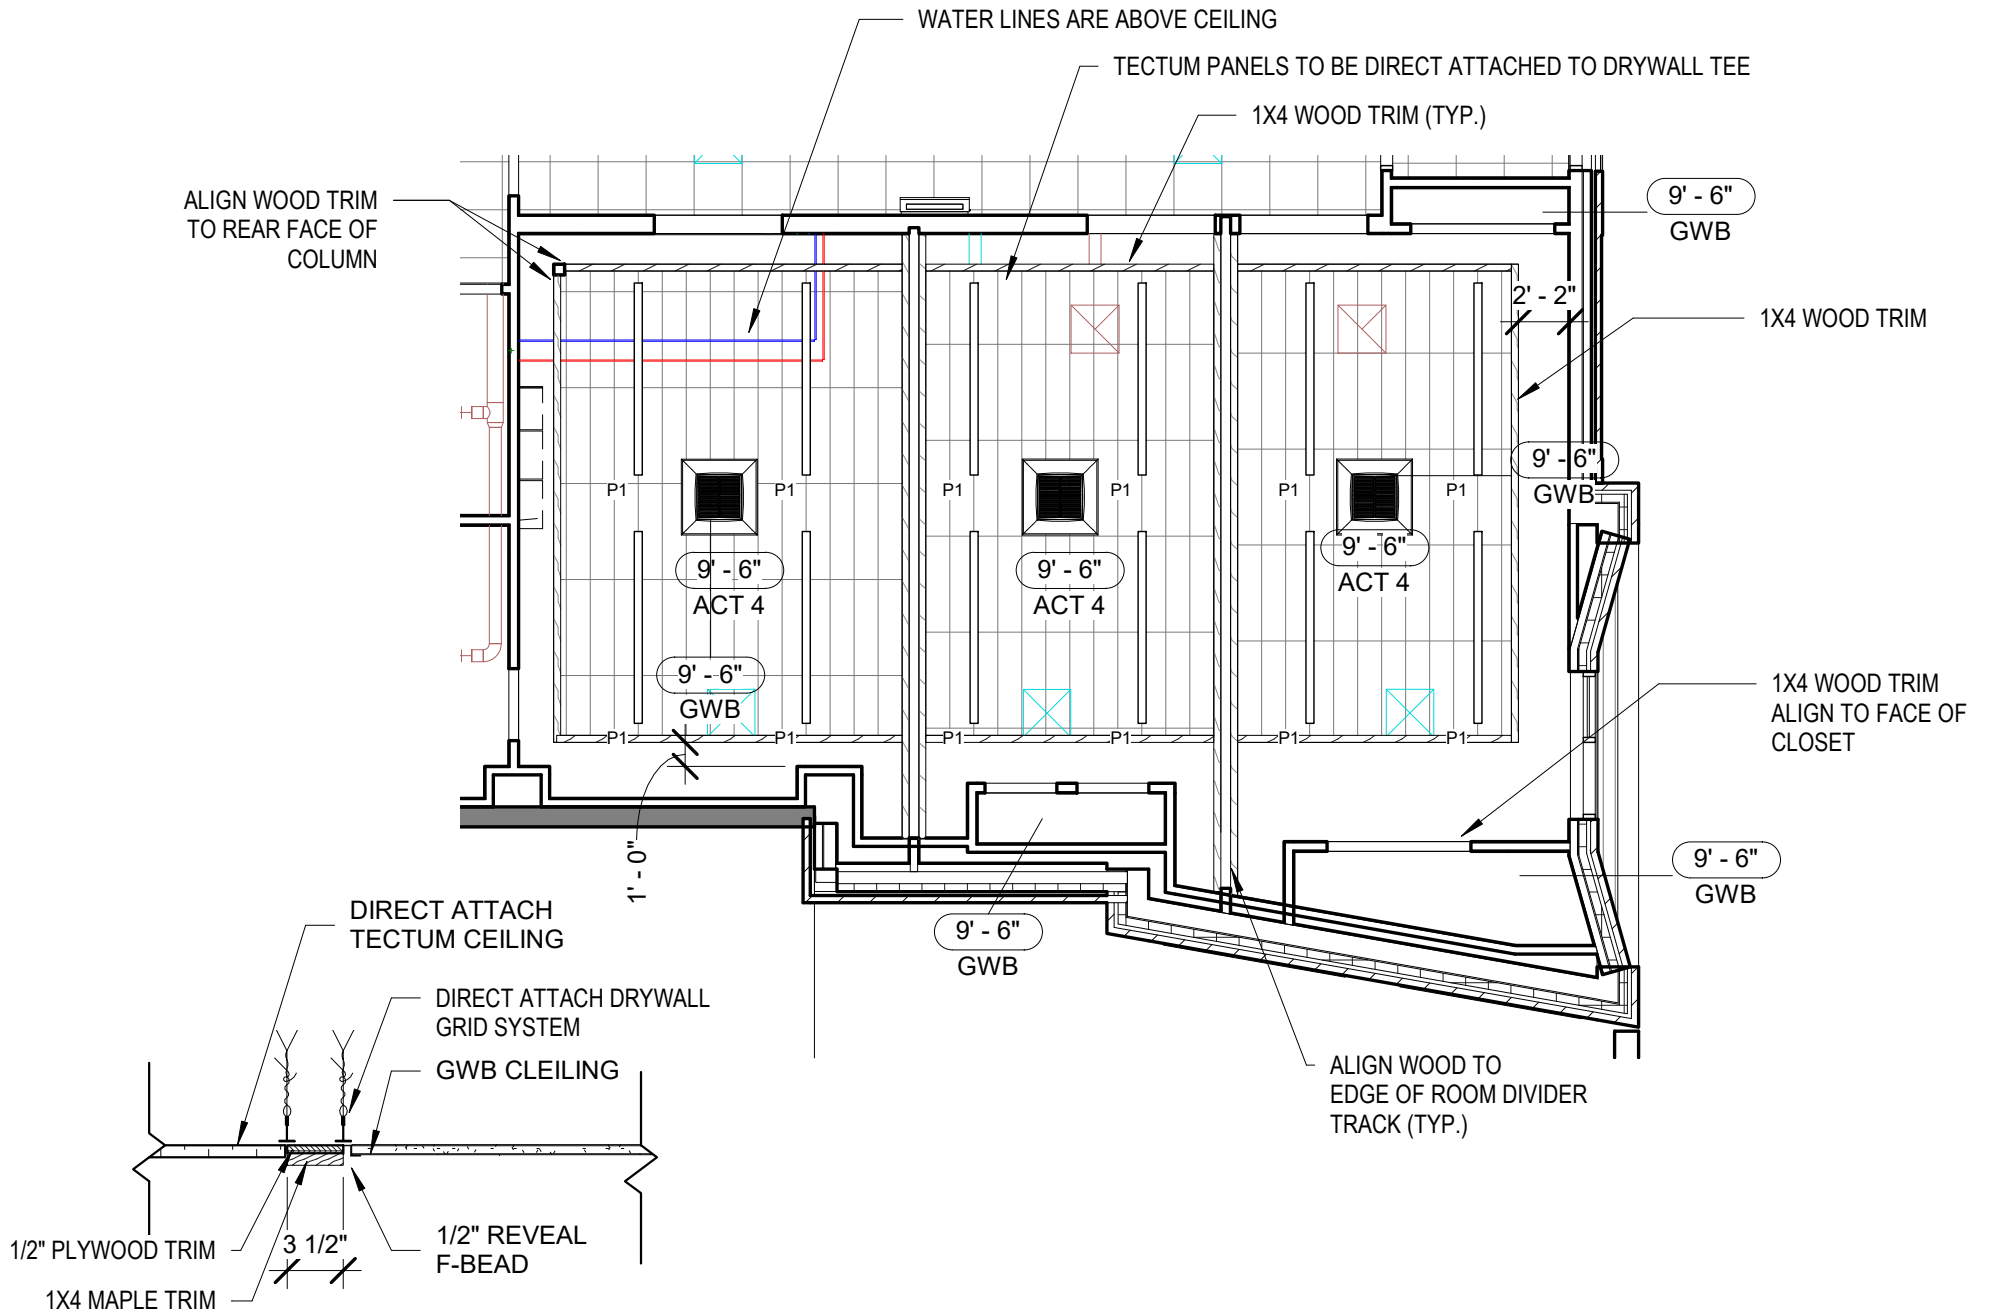 WATER LINES ARE ABOVE CEILING
TECTUM PANELS TO BE DIRECT ATTACHED TO DRYWALL TEE
1X4 WOOD TRIM (TYP.)
ALIGN WOOD TRIM
TO REAR FACE OF
COLUMN
9' - 6"
GWB
2' - 2"
1X4 WOOD TRIM
9' - 6"
GWB
P1
P1
P1
P1
P1
P1
9' - 6"
ACT 4
9' - 6"
ACT 4
9' - 6"
ACT 4
9' - 6"
GWB
P1
P1
P1
P1
P1
P1
1X4 WOOD TRIM
ALIGN TO FACE OF
CLOSET
1' - 0"
9' - 6"
GWB
9' - 6"
GWB
ALIGN WOOD TO
EDGE OF ROOM DIVIDER
TRACK (TYP.)
DIRECT ATTACH
TECTUM CEILING
DIRECT ATTACH DRYWALL
GRID SYSTEM
GWB CLEILING
1/2" PLYWOOD TRIM
3 1/2"
1/2" REVEAL
F-BEAD
1X4 MAPLE TRIM